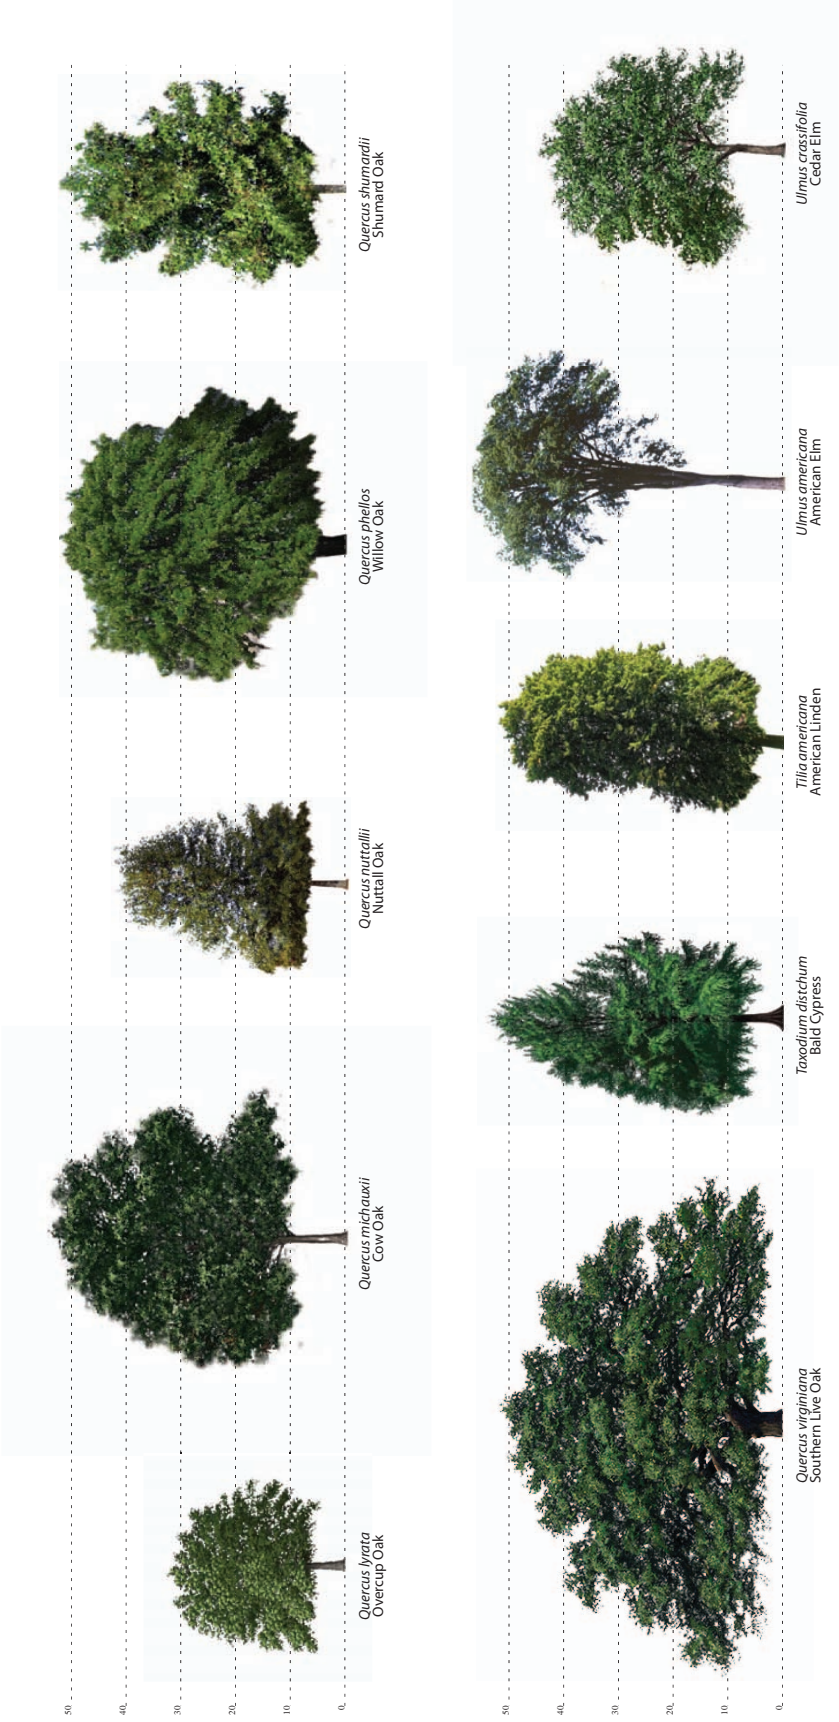 50
40
30
20
10
0
Quercus lyrata
Overcup Oak
Quercus michauxii
Cow Oak
Quercus nuttallii
Nuttall Oak
Quercus phellos
Willow Oak
Quercus shumardii
Shumard Oak
50
40
30
20
10
0
Quercus virginiana
Southern Live Oak
Taxodium distchum
Bald Cypress
Tilia americana
American Linden
Ulmus americana
American Elm
Ulmus crassifolia
Cedar Elm